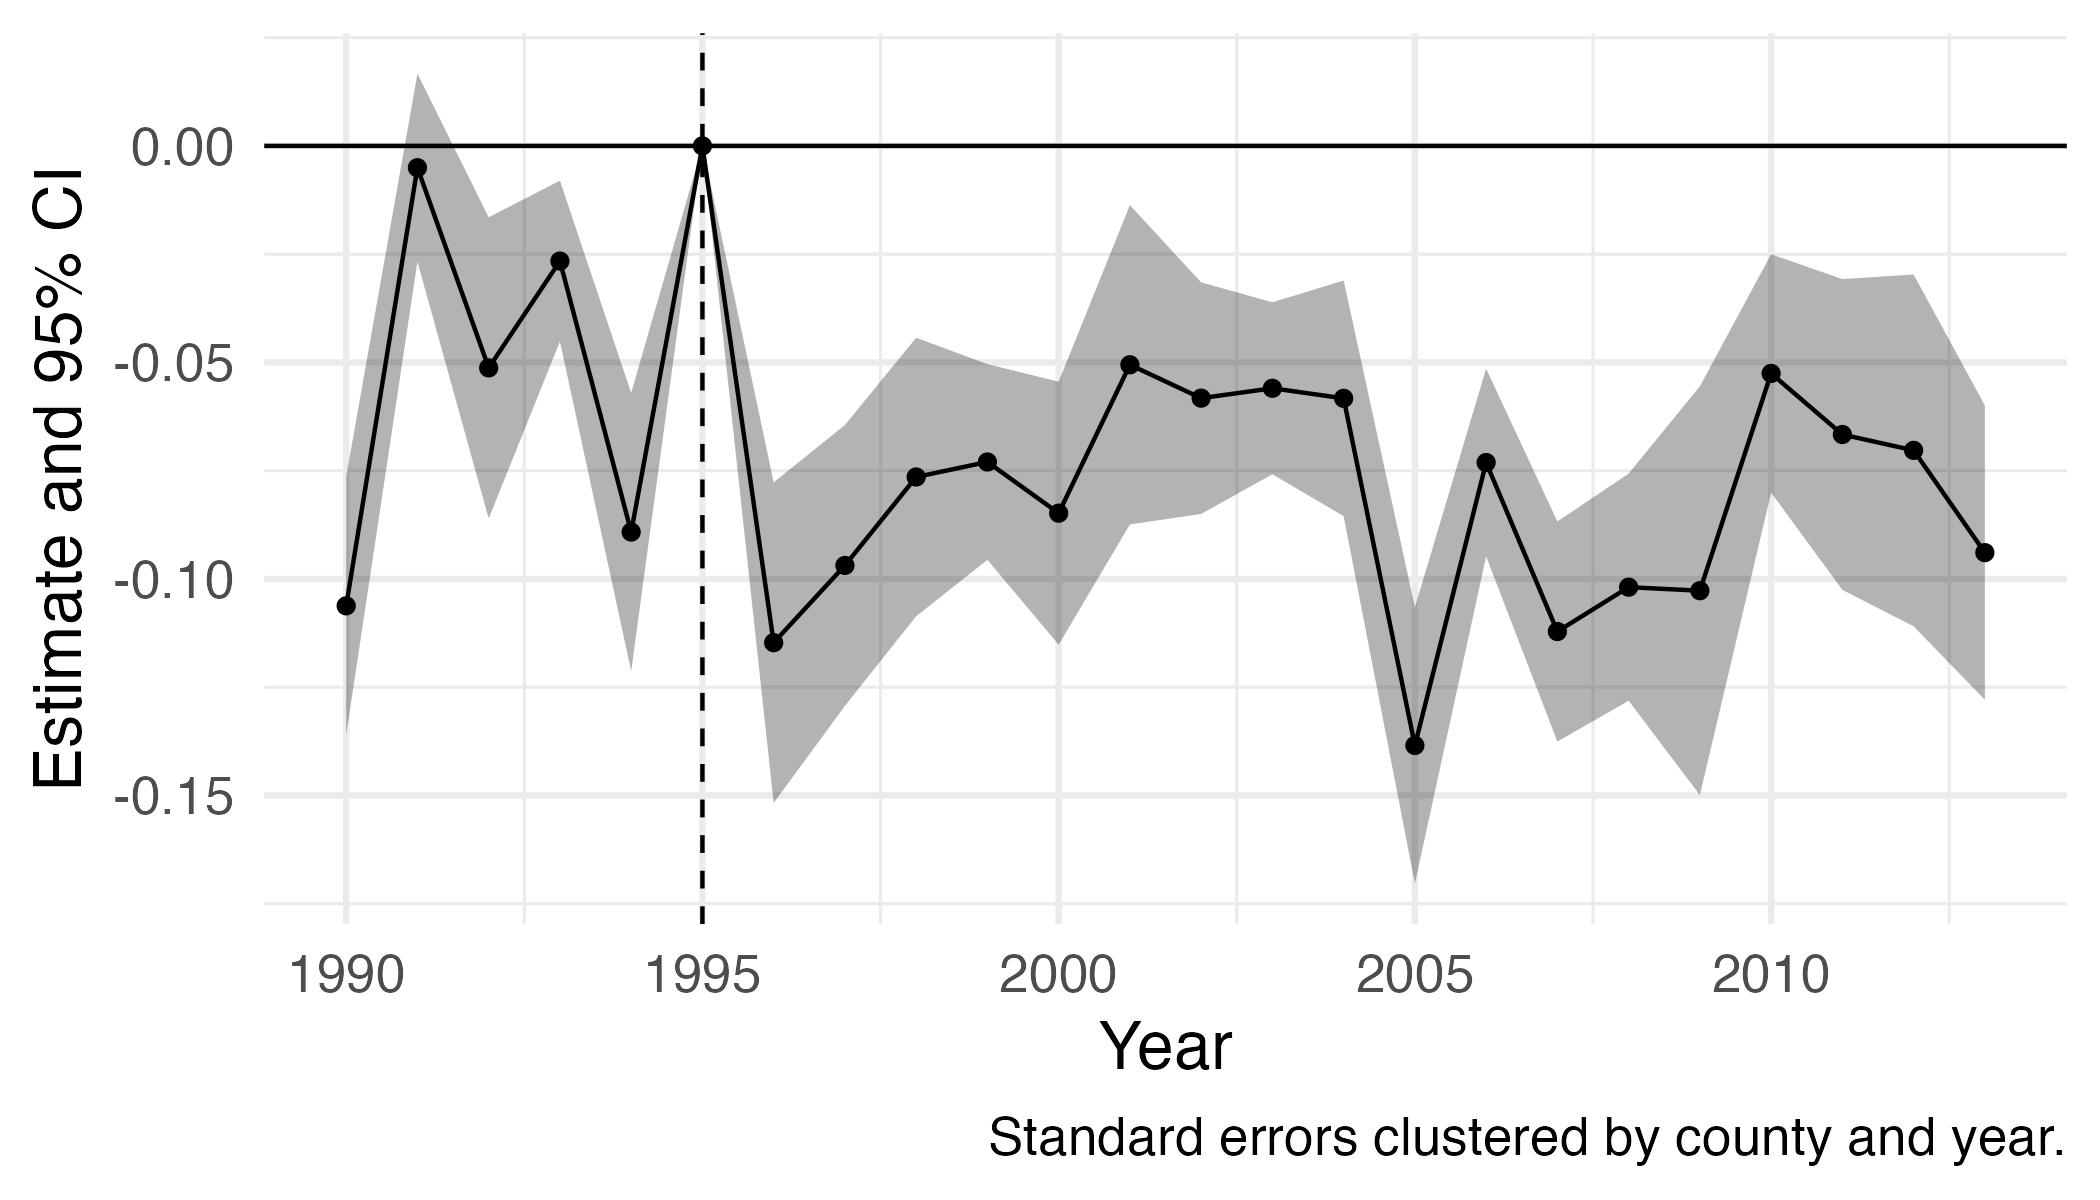 Estimate and 95% CI
0.00
-0.05
-0.10
-0.15
1990 1995 2000 2005 2010
Year
Standard errors clustered by county and year.